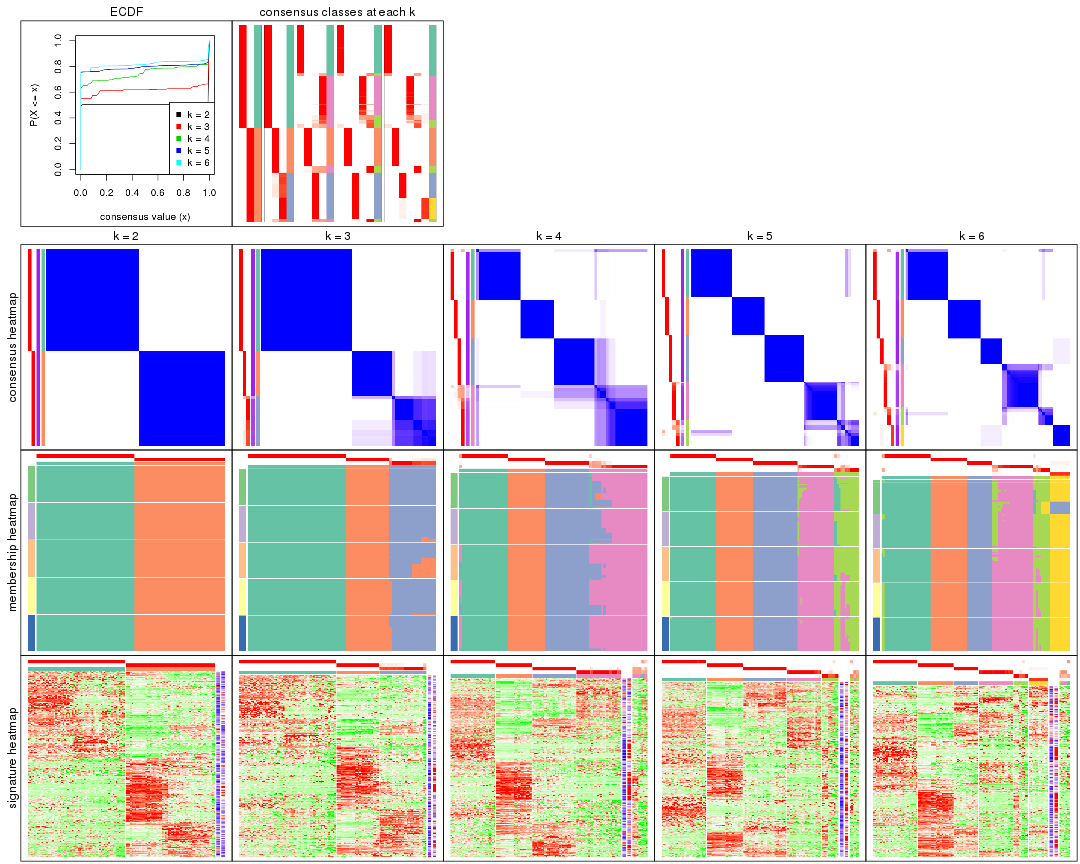 ECDF
consensus classes at each k
P(X <= x)
0.0 0.2 0.4 0.6 0.8 1.0
k = 2
k = 3
k = 4
k = 5
k = 6
0.0 0.2 0.4 0.6 0.8 1.0
consensus value (x)
k = 2
k = 3
k = 4
k = 5
k = 6
consensus heatmap
membership heatmap
signature heatmap